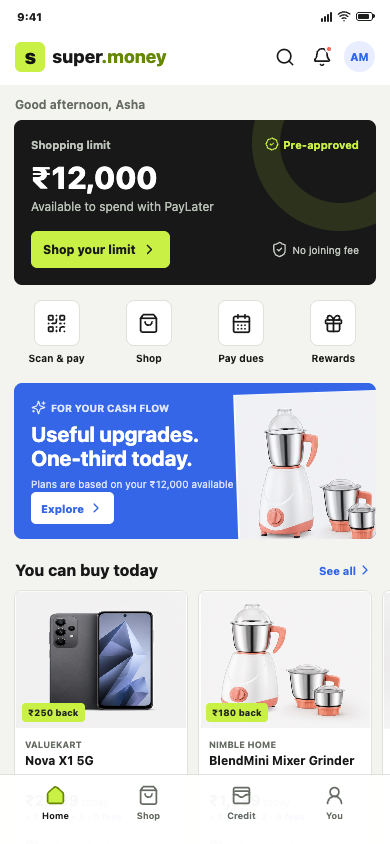 9:41
s super.money
AM
Good afternoon, Asha
Shopping limit
Pre-approved
₹12,000
Available to spend with PayLater
Shop your limit
No joining fee
Scan & pay
Shop
Pay dues
Rewards
FOR YOUR CASH FLOW
Useful upgrades.
One-third today.
Plans are based on your ₹12,000 available
Explore
You can buy today
See all
₹250 back
₹180 back
VALUEKART
NIMBLE HOME
Nova X1 5G
BlendMini Mixer Grinder
Home
Shop
Credit
You